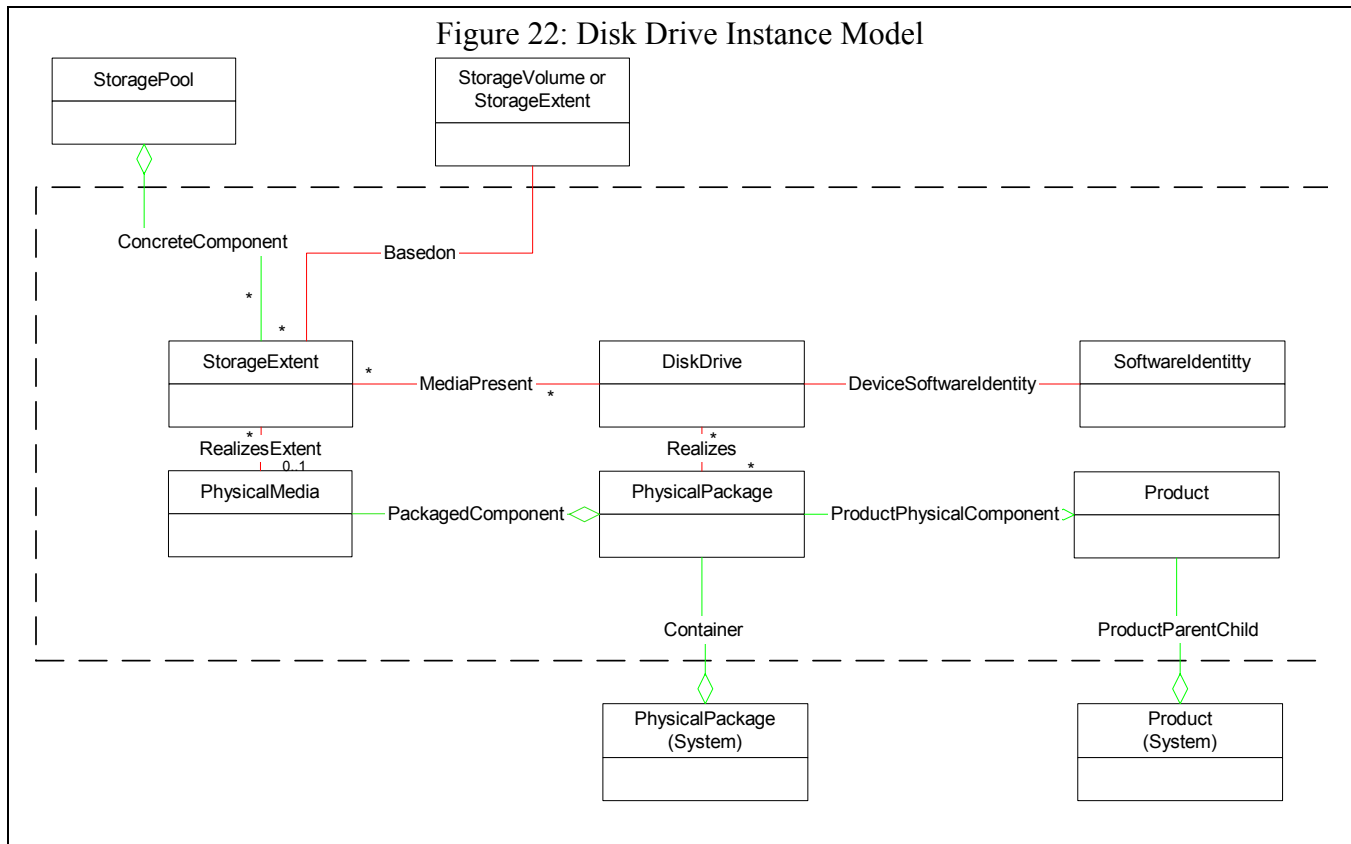 Figure 22: Disk Drive Instance Model
StoragePool
StorageVolume or
StorageExtent
ConcreteComponent
Basedon
*
*
StorageExtent
DiskDrive
SoftwareIdentitty
*
MediaPresent
*
DeviceSoftwareIdentity
*
RealizesExtent
0..1
*
Realizes
*
PhysicalMedia
PhysicalPackage
Product
PackagedComponent
ProductPhysicalComponent
Container
ProductParentChild
PhysicalPackage
(System)
Product
(System)